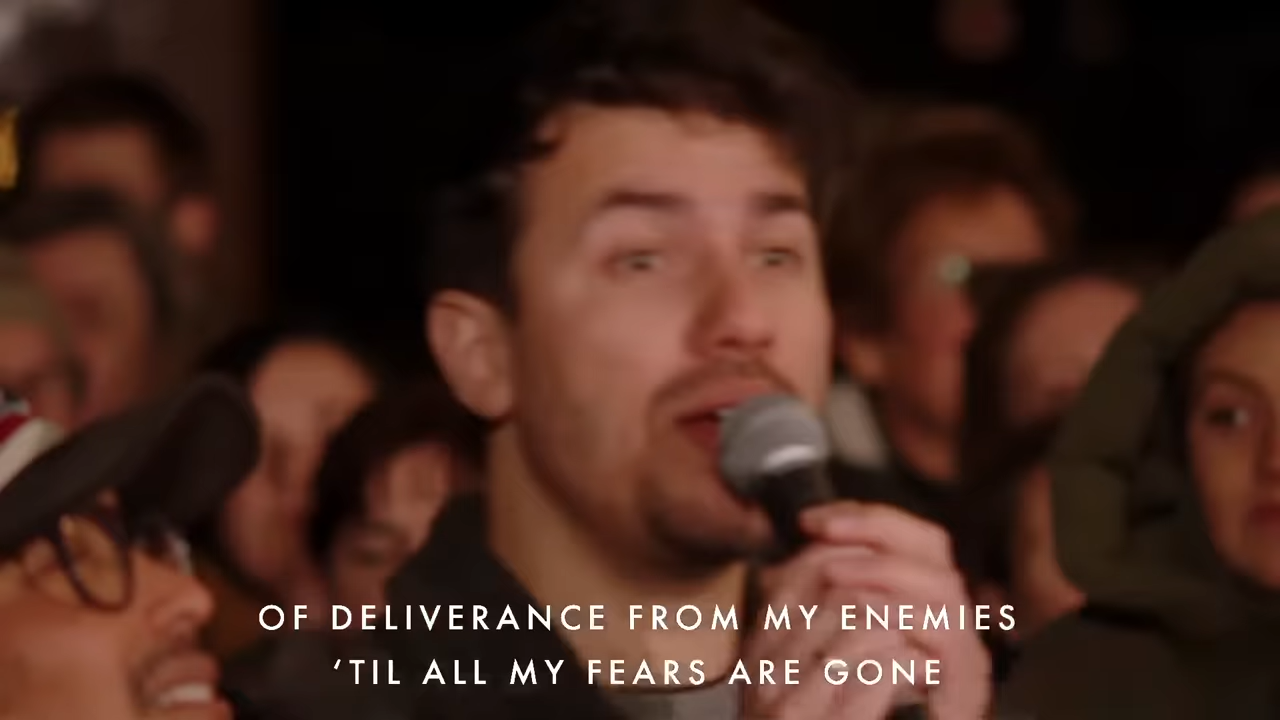 OF DELIVERANCE FROM MY ENEMIES
‘TIL ALL MY FEARS ARE GONE